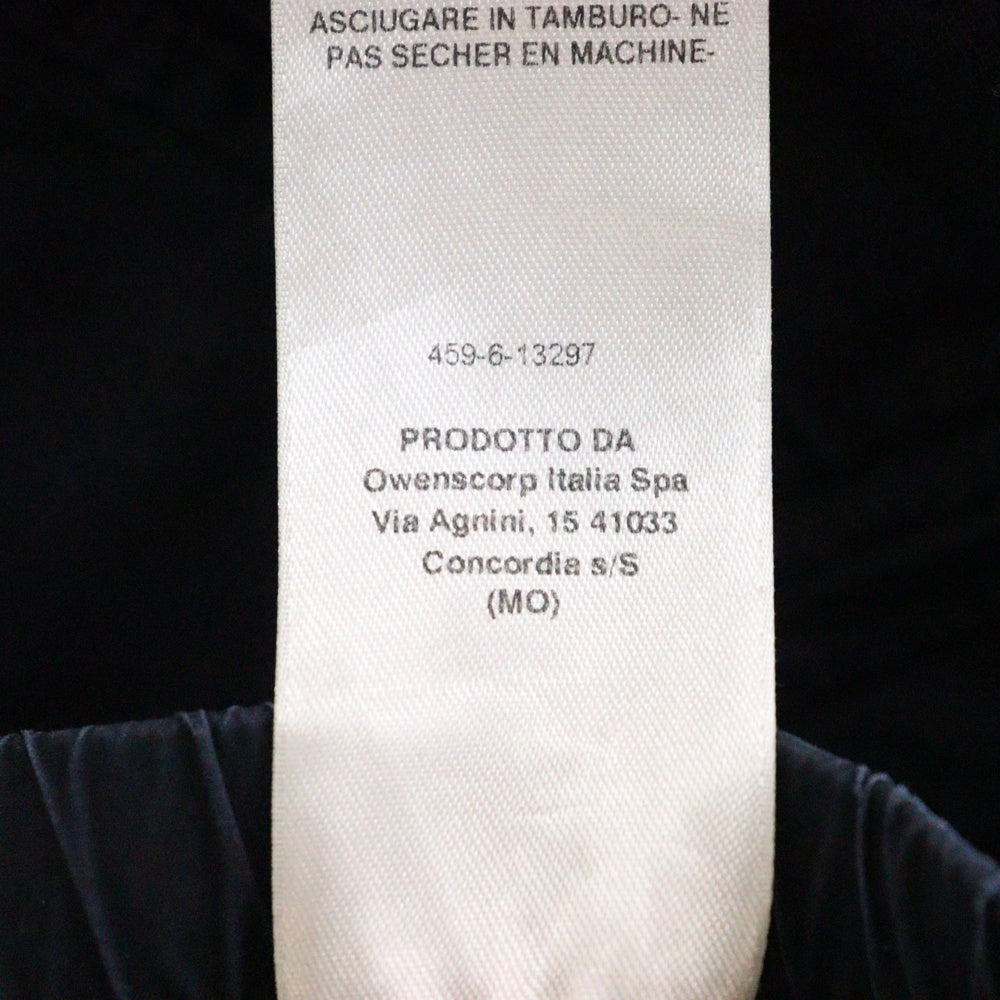 ASCIUGARE IN TAMBURO- NE
PAS SECHER EN MACHINE-
459-6-13297
PRODOTTO DA
Owenscorp Italia Spa
Via Agnini, 15 41033
Concordia s/S
(MO)